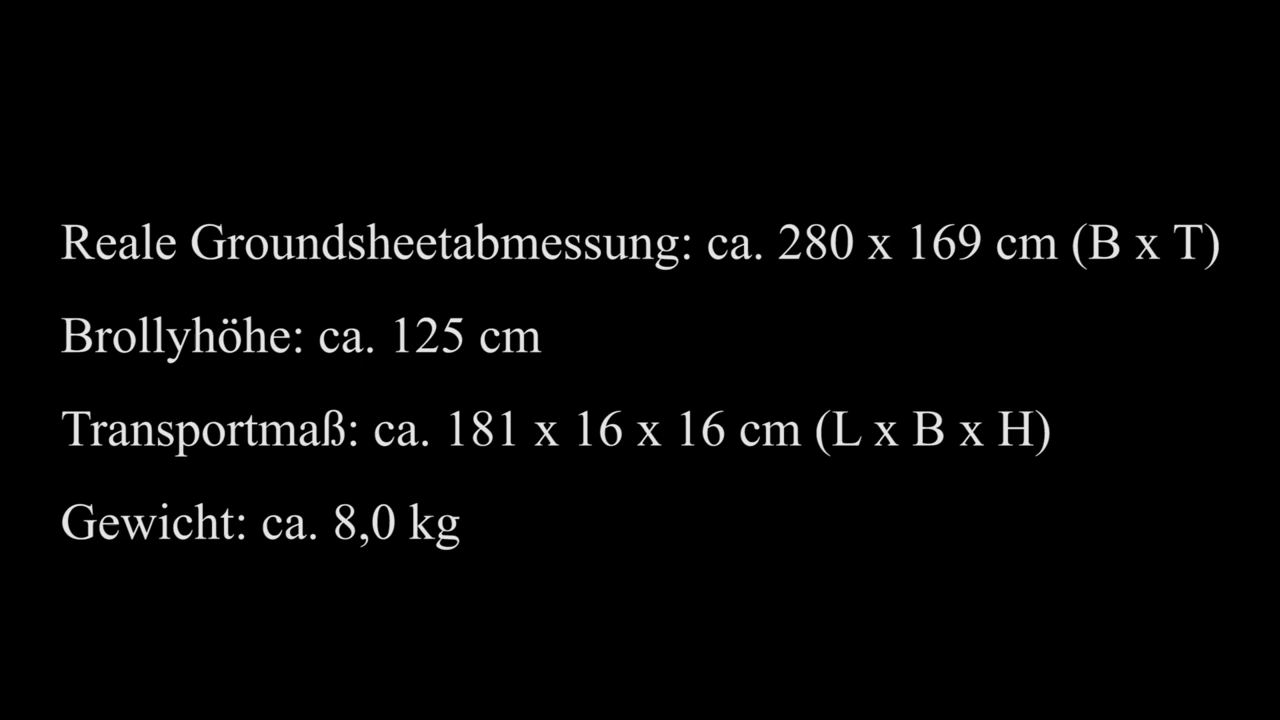 Reale Groundsheetabmessung: ca. 280 x 169 cm (B x T)
Brollyhöhe: ca. 125 cm
Transportmaß: ca. 181 x 16 x 16 cm (L x B x H)
Gewicht: ca. 8,0 kg